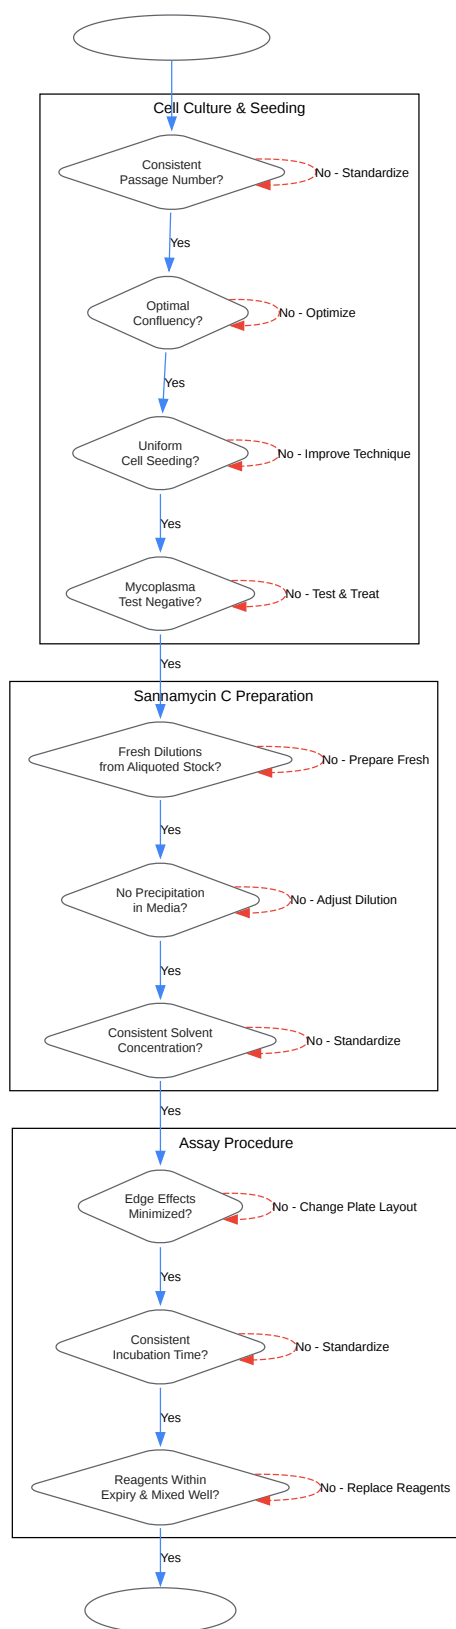 Cell Culture & Seeding
Consistent
Passage Number?
No - Standardize
Yes
Optimal
Confluency?
No - Optimize
Yes
Uniform
Cell Seeding?
No - Improve Technique
Yes
Mycoplasma
Test Negative?
No - Test & Treat
Yes
Sannamycin C Preparation
Fresh Dilutions
from Aliquoted Stock?
No - Prepare Fresh
Yes
No Precipitation
in Media?
No - Adjust Dilution
Yes
Consistent Solvent
Concentration?
No - Standardize
Yes
Assay Procedure
Edge Effects
Minimized?
No - Change Plate Layout
Yes
Consistent
Incubation Time?
No - Standardize
Yes
Reagents Within
Expiry & Mixed Well?
No - Replace Reagents
Yes